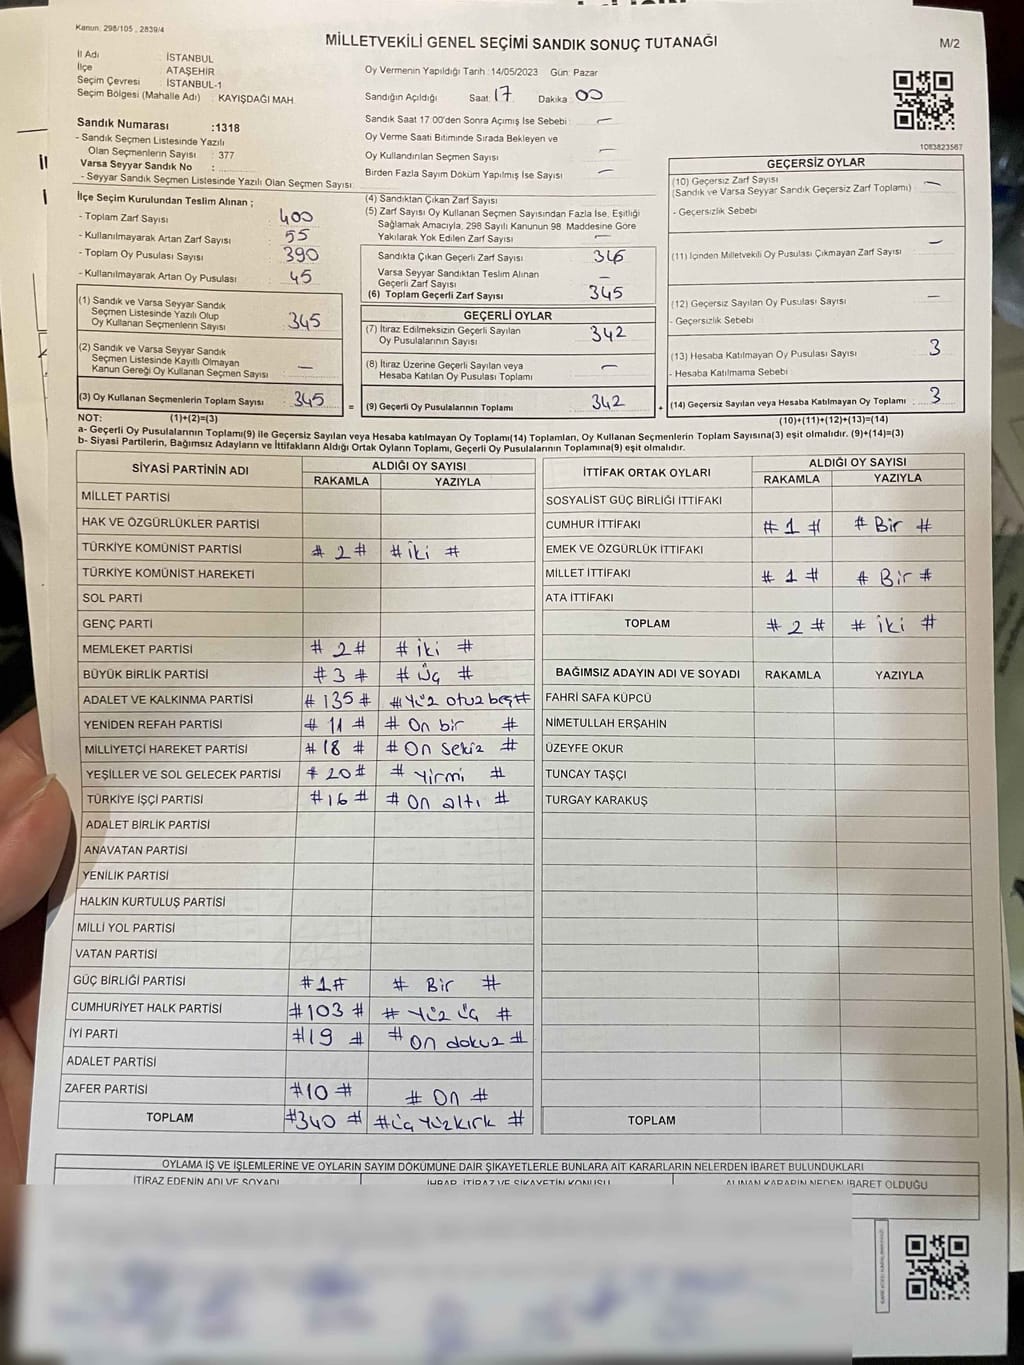 Kanun, 298/105 , 2839/4
MİLLETVEKİLİ GENEL SEÇİMİ SANDIK SONUÇ TUTANAĞI
M/2
İl Adı : İSTANBUL
İlçe : ATAŞEHİR
Seçim Çevresi : İSTANBUL-1
Seçim Bölgesi (Mahalle Adı) : KAYIŞDAĞI MAH.
Oy Vermenin Yapıldığı Tarih :14/05/2023 Gün: Pazar
Sandığın Açıldığı Saat: 17 Dakika: 00
Sandık Saat 17:00'den Sonra Açımış İse Sebebi : —
Oy Verme Saati Bitiminde Sırada Bekleyen ve
Oy Kullandırılan Seçmen Sayısı —
Birden Fazla Sayım Döküm Yapılmış İse Sayısı —
1083823567
Sandık Numarası :1318
- Sandık Seçmen Listesinde Yazılı
Olan Seçmenlerin Sayısı : 377
Varsa Seyyar Sandık No :
- Seyyar Sandık Seçmen Listesinde Yazılı Olan Seçmen Sayısı
İlçe Seçim Kurulundan Teslim Alınan ;
- Toplam Zarf Sayısı : 400
- Kullanılmayarak Artan Zarf Sayısı : 55
- Toplam Oy Pusulası Sayısı : 390
- Kullanılmayarak Artan Oy Pusulası : 45
(1) Sandık ve Varsa Seyyar Sandık
Seçmen Listesinde Yazılı Olup
Oy Kullanan Seçmenlerin Sayısı : 345
(2) Sandık ve Varsa Seyyar Sandık
Seçmen Listesinde Kayıtlı Olmayan
Kanun Gereği Oy Kullanan Seçmen Sayısı : —
(3) Oy Kullanan Seçmenlerin Toplam Sayısı : 345 =
(4) Sandıktan Çıkan Zarf Sayısı
(5) Zarf Sayısı Oy Kullanan Seçmen Sayısından Fazla İse, Eşitliği
Sağlamak Amacıyla, 298 Sayılı Kanunun 98. Maddesine Göre
Yakılarak Yok Edilen Zarf Sayısı —
Sandıkta Çıkan Geçerli Zarf Sayısı
Varsa Seyyar Sandıktan Teslim Alınan
Geçerli Zarf Sayısı —
(6) Toplam Geçerli Zarf Sayısı 345
GEÇERLİ OYLAR
(7) İtiraz Edilmeksizin Geçerli Sayılan
Oy Pusulalarının Sayısı : 342
(8) İtiraz Üzerine Geçerli Sayılan veya
Hesaba Katılan Oy Pusulası Toplamı : —
(9) Geçerli Oy Pusulalarının Toplamı : 342 +
GEÇERSİZ OYLAR
(10) Geçersiz Zarf Sayısı
(Sandık ve Varsa Seyyar Sandık Geçersiz Zarf Toplamı) : —
- Geçersizlik Sebebi
(11) İçinden Milletvekili Oy Pusulası Çıkmayan Zarf Sayısı —
(12) Geçersiz Sayılan Oy Pusulası Sayısı —
- Geçersizlik Sebebi
(13) Hesaba Katılmayan Oy Pusulası Sayısı : 3
- Hesaba Katılmama Sebebi
(14) Geçersiz Sayılan veya Hesaba Katılmayan Oy Toplamı : 3
NOT: (1)+(2)=(3) (10)+(11)+(12)+(13)=(14)
a- Geçerli Oy Pusulalarının Toplamı(9) ile Geçersiz Sayılan veya Hesaba katılmayan Oy Toplamı(14) Toplamları, Oy Kullanan Seçmenlerin Toplam Sayısına(3) eşit olmalıdır. (9)+(14)=(3)
b- Siyasi Partilerin, Bağımsız Adayların ve İttifakların Aldığı Ortak Oyların Toplamı, Geçerli Oy Pusulalarının Toplamına(9) eşit olmalıdır.
SİYASİ PARTİNİN ADI ALDIĞI OY SAYISI
RAKAMLA YAZIYLA
MİLLET PARTİSİ
HAK VE ÖZGÜRLÜKLER PARTİSİ
TÜRKİYE KOMÜNİST PARTİSİ # 2 # # iki #
TÜRKİYE KOMÜNİST HAREKETİ
SOL PARTİ
GENÇ PARTİ
MEMLEKET PARTİSİ # 2 # # iki #
BÜYÜK BİRLİK PARTİSİ # 3 # # Üç #
ADALET VE KALKINMA PARTİSİ # 135 # # Yüz otuz beş #
YENİDEN REFAH PARTİSİ # 11 # # On bir #
MİLLİYETÇİ HAREKET PARTİSİ # 18 # # On sekiz #
YEŞİLLER VE SOL GELECEK PARTİSİ # 20 # # Yirmi #
TÜRKİYE İŞÇİ PARTİSİ # 16 # # On altı #
ADALET BİRLİK PARTİSİ
ANAVATAN PARTİSİ
YENİLİK PARTİSİ
HALKIN KURTULUŞ PARTİSİ
MİLLİ YOL PARTİSİ
VATAN PARTİSİ
GÜÇ BİRLİĞİ PARTİSİ # 1 # # Bir #
CUMHURİYET HALK PARTİSİ # 103 # # Yüz üç #
İYİ PARTİ # 19 # # On dokuz #
ADALET PARTİSİ
ZAFER PARTİSİ # 10 # # On #
TOPLAM # 340 # # üç Yüz kırk #
İTTİFAK ORTAK OYLARI ALDIĞI OY SAYISI
RAKAMLA YAZIYLA
SOSYALİST GÜÇ BİRLİĞİ İTTİFAKI
CUMHUR İTTİFAKI # 1 # # Bir #
EMEK VE ÖZGÜRLÜK İTTİFAKI
MİLLET İTTİFAKI # 1 # # Bir #
ATA İTTİFAKI
TOPLAM # 2 # # iki #
BAĞIMSIZ ADAYIN ADI VE SOYADI RAKAMLA YAZIYLA
FAHRİ SAFA KÜPCÜ
NİMETULLAH ERŞAHİN
ÜZEYFE OKUR
TUNCAY TAŞÇI
TURGAY KARAKUŞ
TOPLAM
OYLAMA İŞ VE İŞLEMLERİNE VE OYLARIN SAYIM DÖKÜMÜNE DAİR ŞİKAYETLERLE BUNLARA AİT KARARLARIN NELERDEN İBARET BULUNDUKLARI
İTİRAZ EDENİN ADI VE SOYADI İHBAR, İTİRAZ VE ŞİKAYETİN KONUSU ALINAN KARARIN NEDEN İBARET OLDUĞU